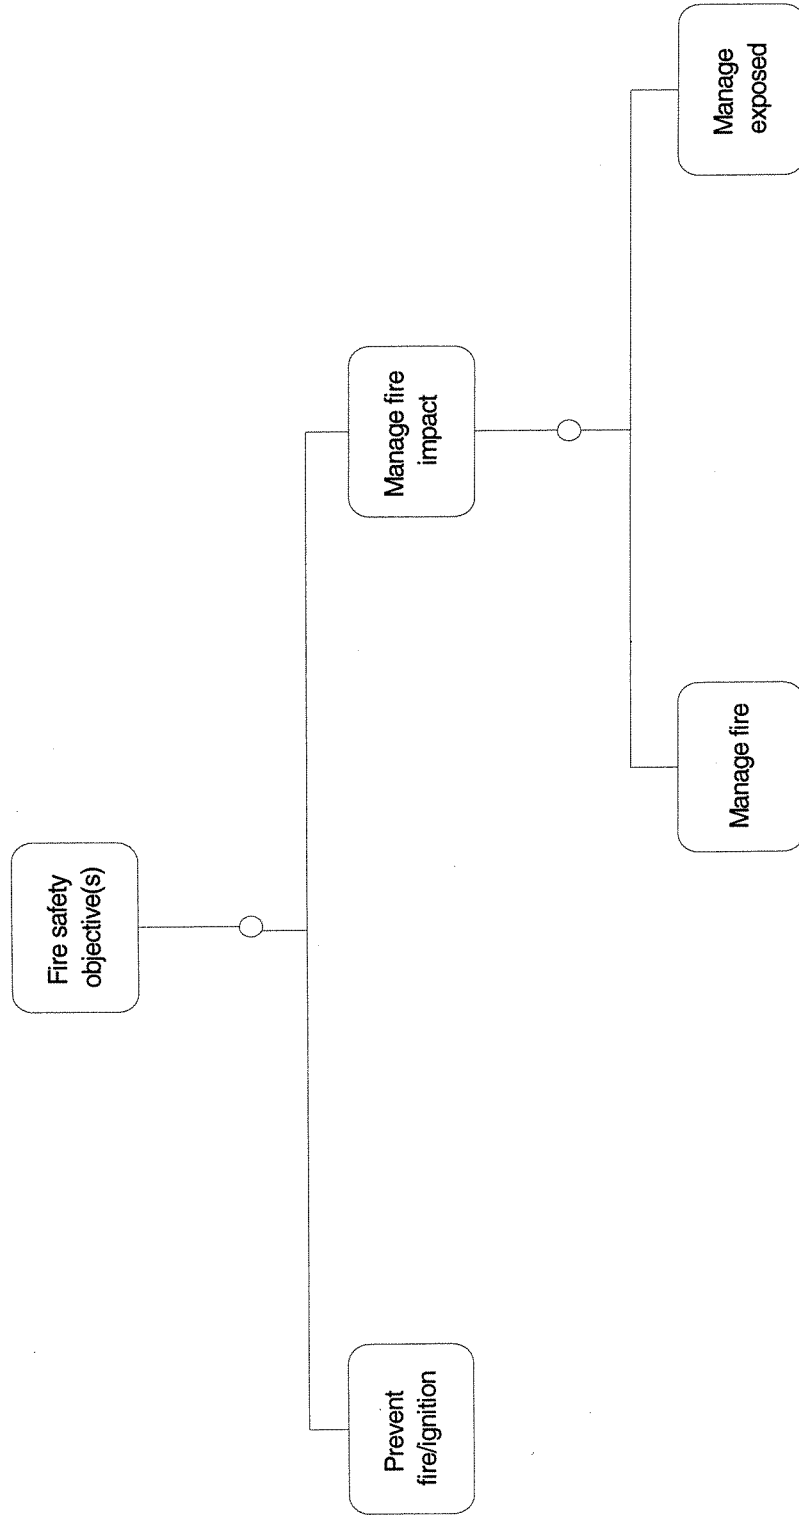 Fire safety
objective(s)
Prevent
fire/ignition
Manage fire
impact
Manage fire
Manage
exposed